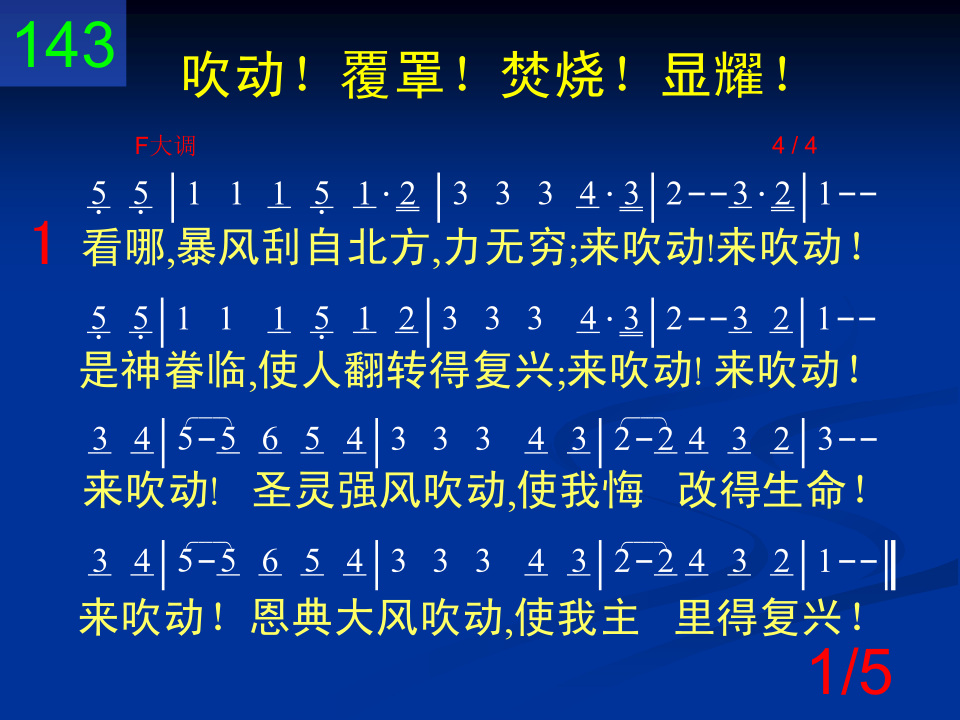 143
吹动！覆罩！焚烧！显耀！
F大调 4 / 4
5 5 | 1 1 1 5 1 · 2 | 3 3 3 4 · 3 | 2 - - 3 · 2 | 1 - -
1 看哪,暴风刮自北方,力无穷;来吹动!来吹动！
5 5 | 1 1 1 5 1 2 | 3 3 3 4 · 3 | 2 - - 3 2 | 1 - -
是神眷临,使人翻转得复兴;来吹动! 来吹动！
3 4 | 5 - 5 6 5 4 | 3 3 3 4 3 | 2 - 2 4 3 2 | 3 - -
来吹动! 圣灵强风吹动,使我悔 改得生命！
3 4 | 5 - 5 6 5 4 | 3 3 3 4 3 | 2 - 2 4 3 2 | 1 - - ‖
来吹动！恩典大风吹动,使我主 里得复兴！
1/5